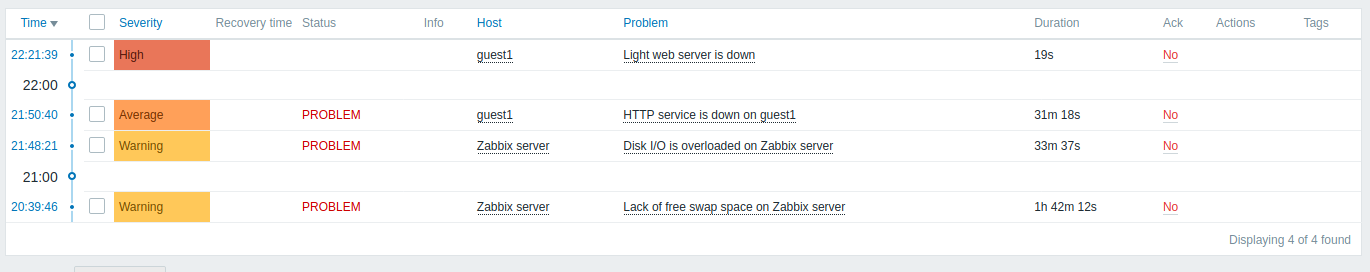 Time Severity Recovery time Status Info Host Problem Duration Ack Actions Tags
22:21:39 High guest1 Light web server is down 19s No
22:00
21:50:40 Average PROBLEM guest1 HTTP service is down on guest1 31m 18s No
21:48:21 Warning PROBLEM Zabbix server Disk I/O is overloaded on Zabbix server 33m 37s No
21:00
20:39:46 Warning PROBLEM Zabbix server Lack of free swap space on Zabbix server 1h 42m 12s No
Displaying 4 of 4 found